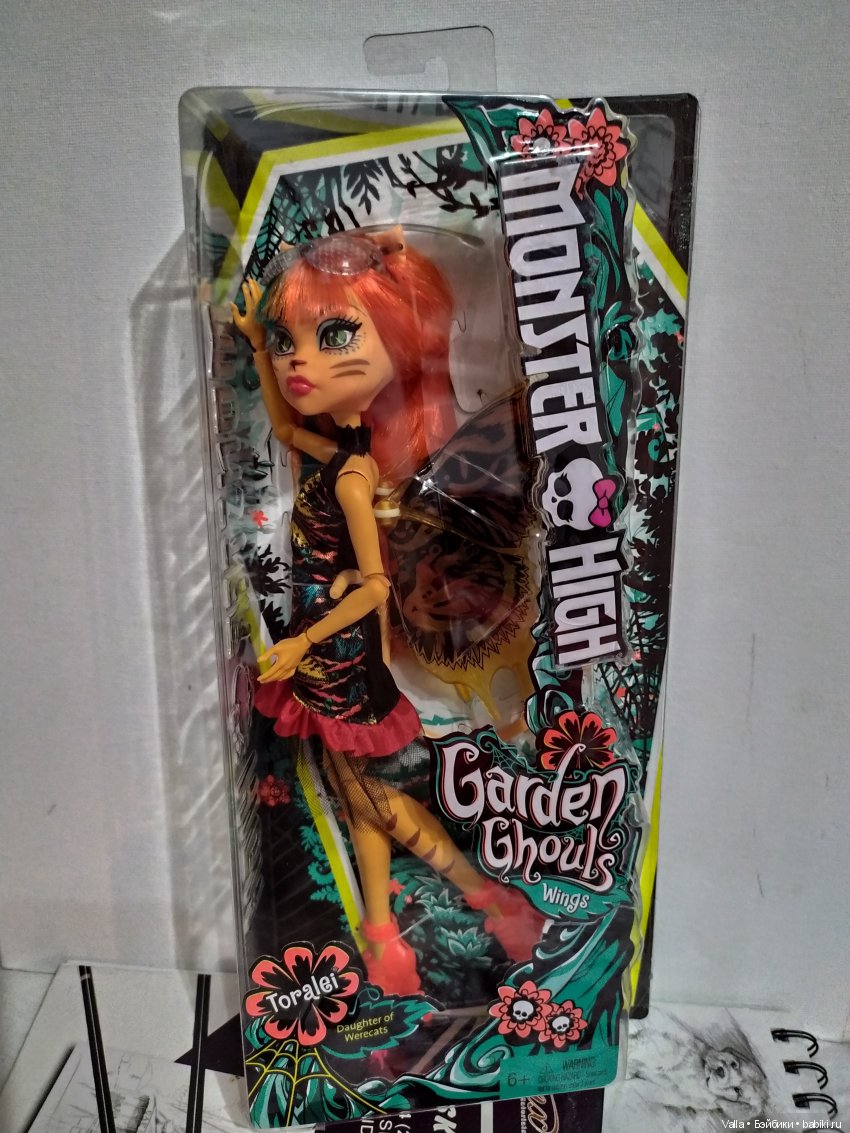 MONSTER HIGH
Garden
Ghouls
Wings
Toralei
Daughter of
Werecats
6+
WARNING:
Valla • Бэйбики • babiki.ru